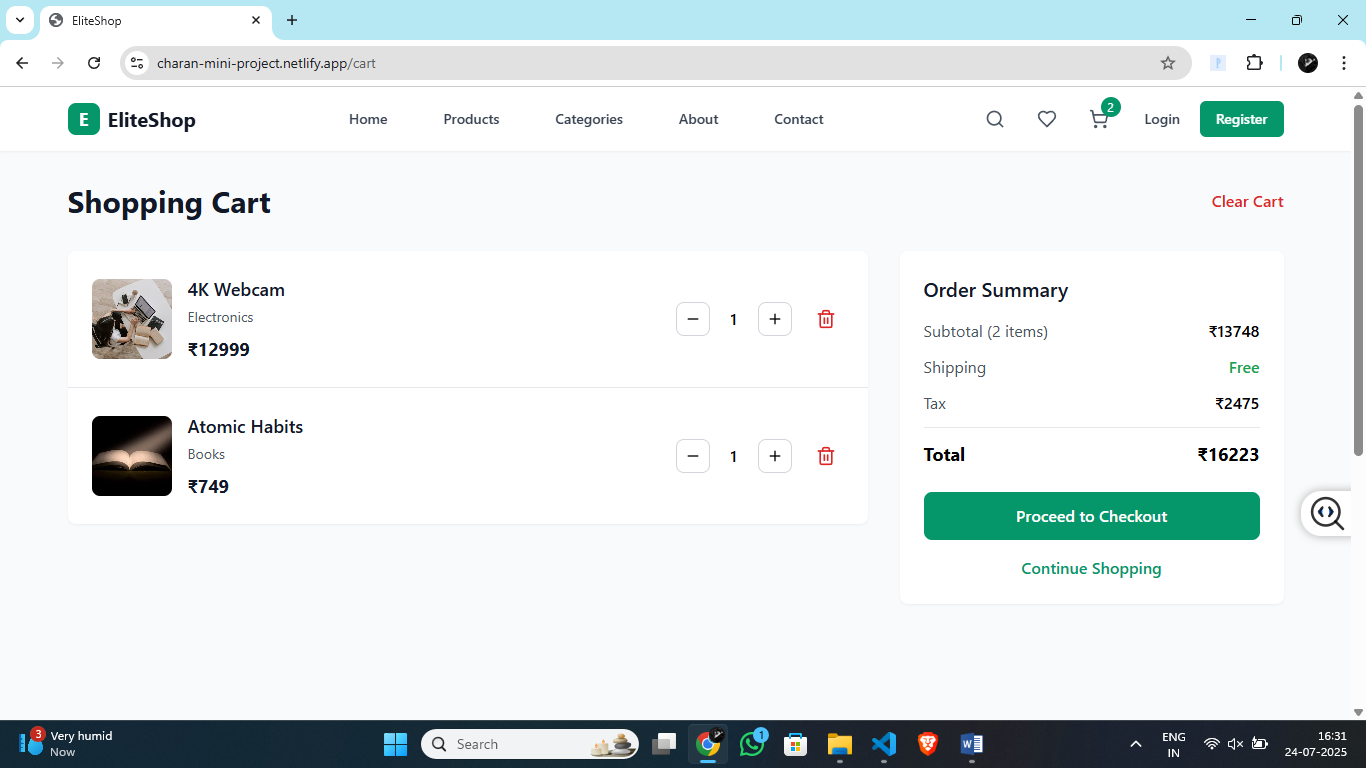 EliteShop
charan-mini-project.netlify.app/cart
E EliteShop
Home
Products
Categories
About
Contact
2
Login
Register
Shopping Cart
Clear Cart
4K Webcam
Electronics
₹12999
1
Atomic Habits
Books
₹749
1
Order Summary
Subtotal (2 items) ₹13748
Shipping Free
Tax ₹2475
Total ₹16223
Proceed to Checkout
Continue Shopping
3
Very humid
Now
Search
1
ENG
IN
16:31
24-07-2025